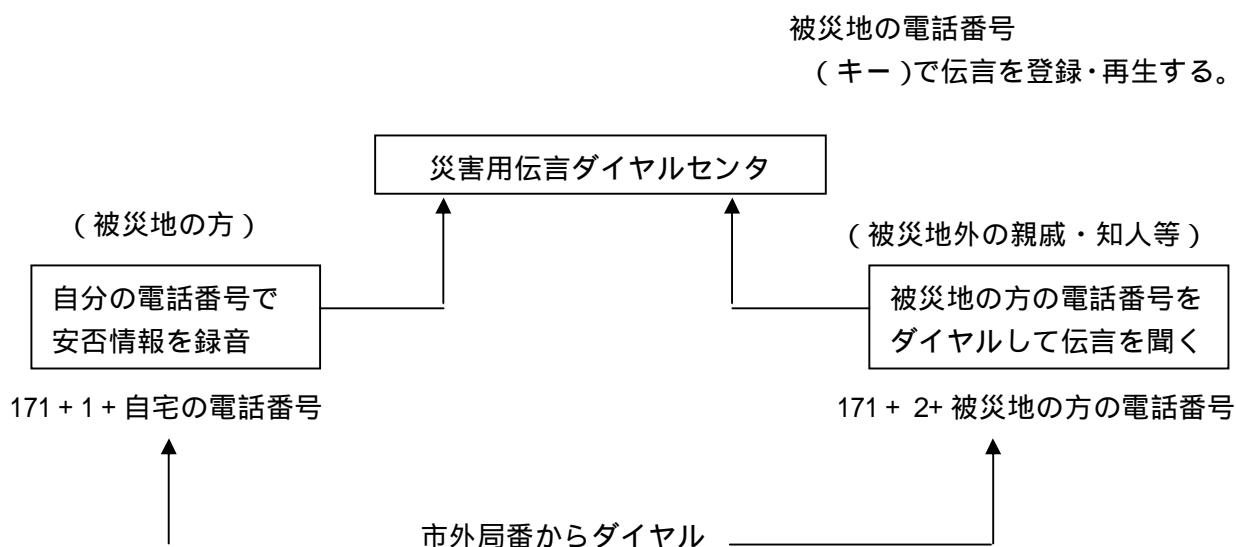 被災地の電話番号
(キー)で伝言を登録・再生する。
災害用伝言ダイヤルセンタ
(被災地の方)
(被災地外の親戚・知人等)
自分の電話番号で
安否情報を録音
被災地の方の電話番号を
ダイヤルして伝言を聞く
171+1+自宅の電話番号
171+ 2+被災地の方の電話番号
市外局番からダイヤル